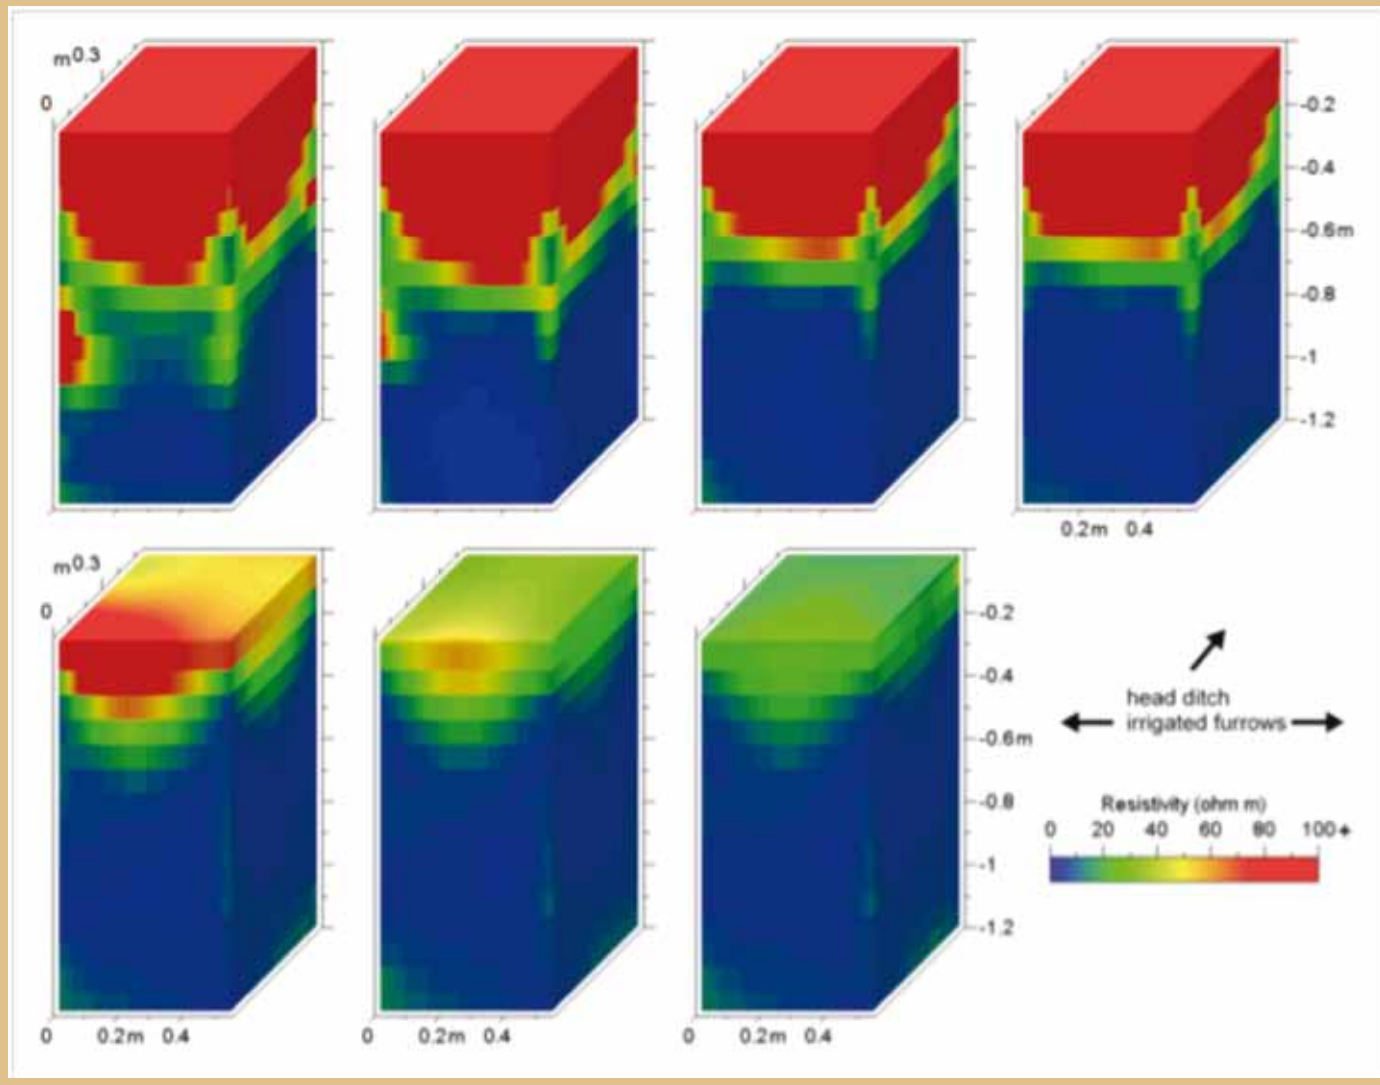 m0.3
0
-0.2
-0.4
-0.6m
-0.8
-1
-1.2
0.2m 0.4
m0.3
0
-0.2
-0.4
-0.6m
-0.8
-1
-1.2
head ditch
irrigated furrows
Resistivity (ohm m)
0 20 40 60 80 100+
0 0.2m 0.4
0 0.2m 0.4
0 0.2m 0.4